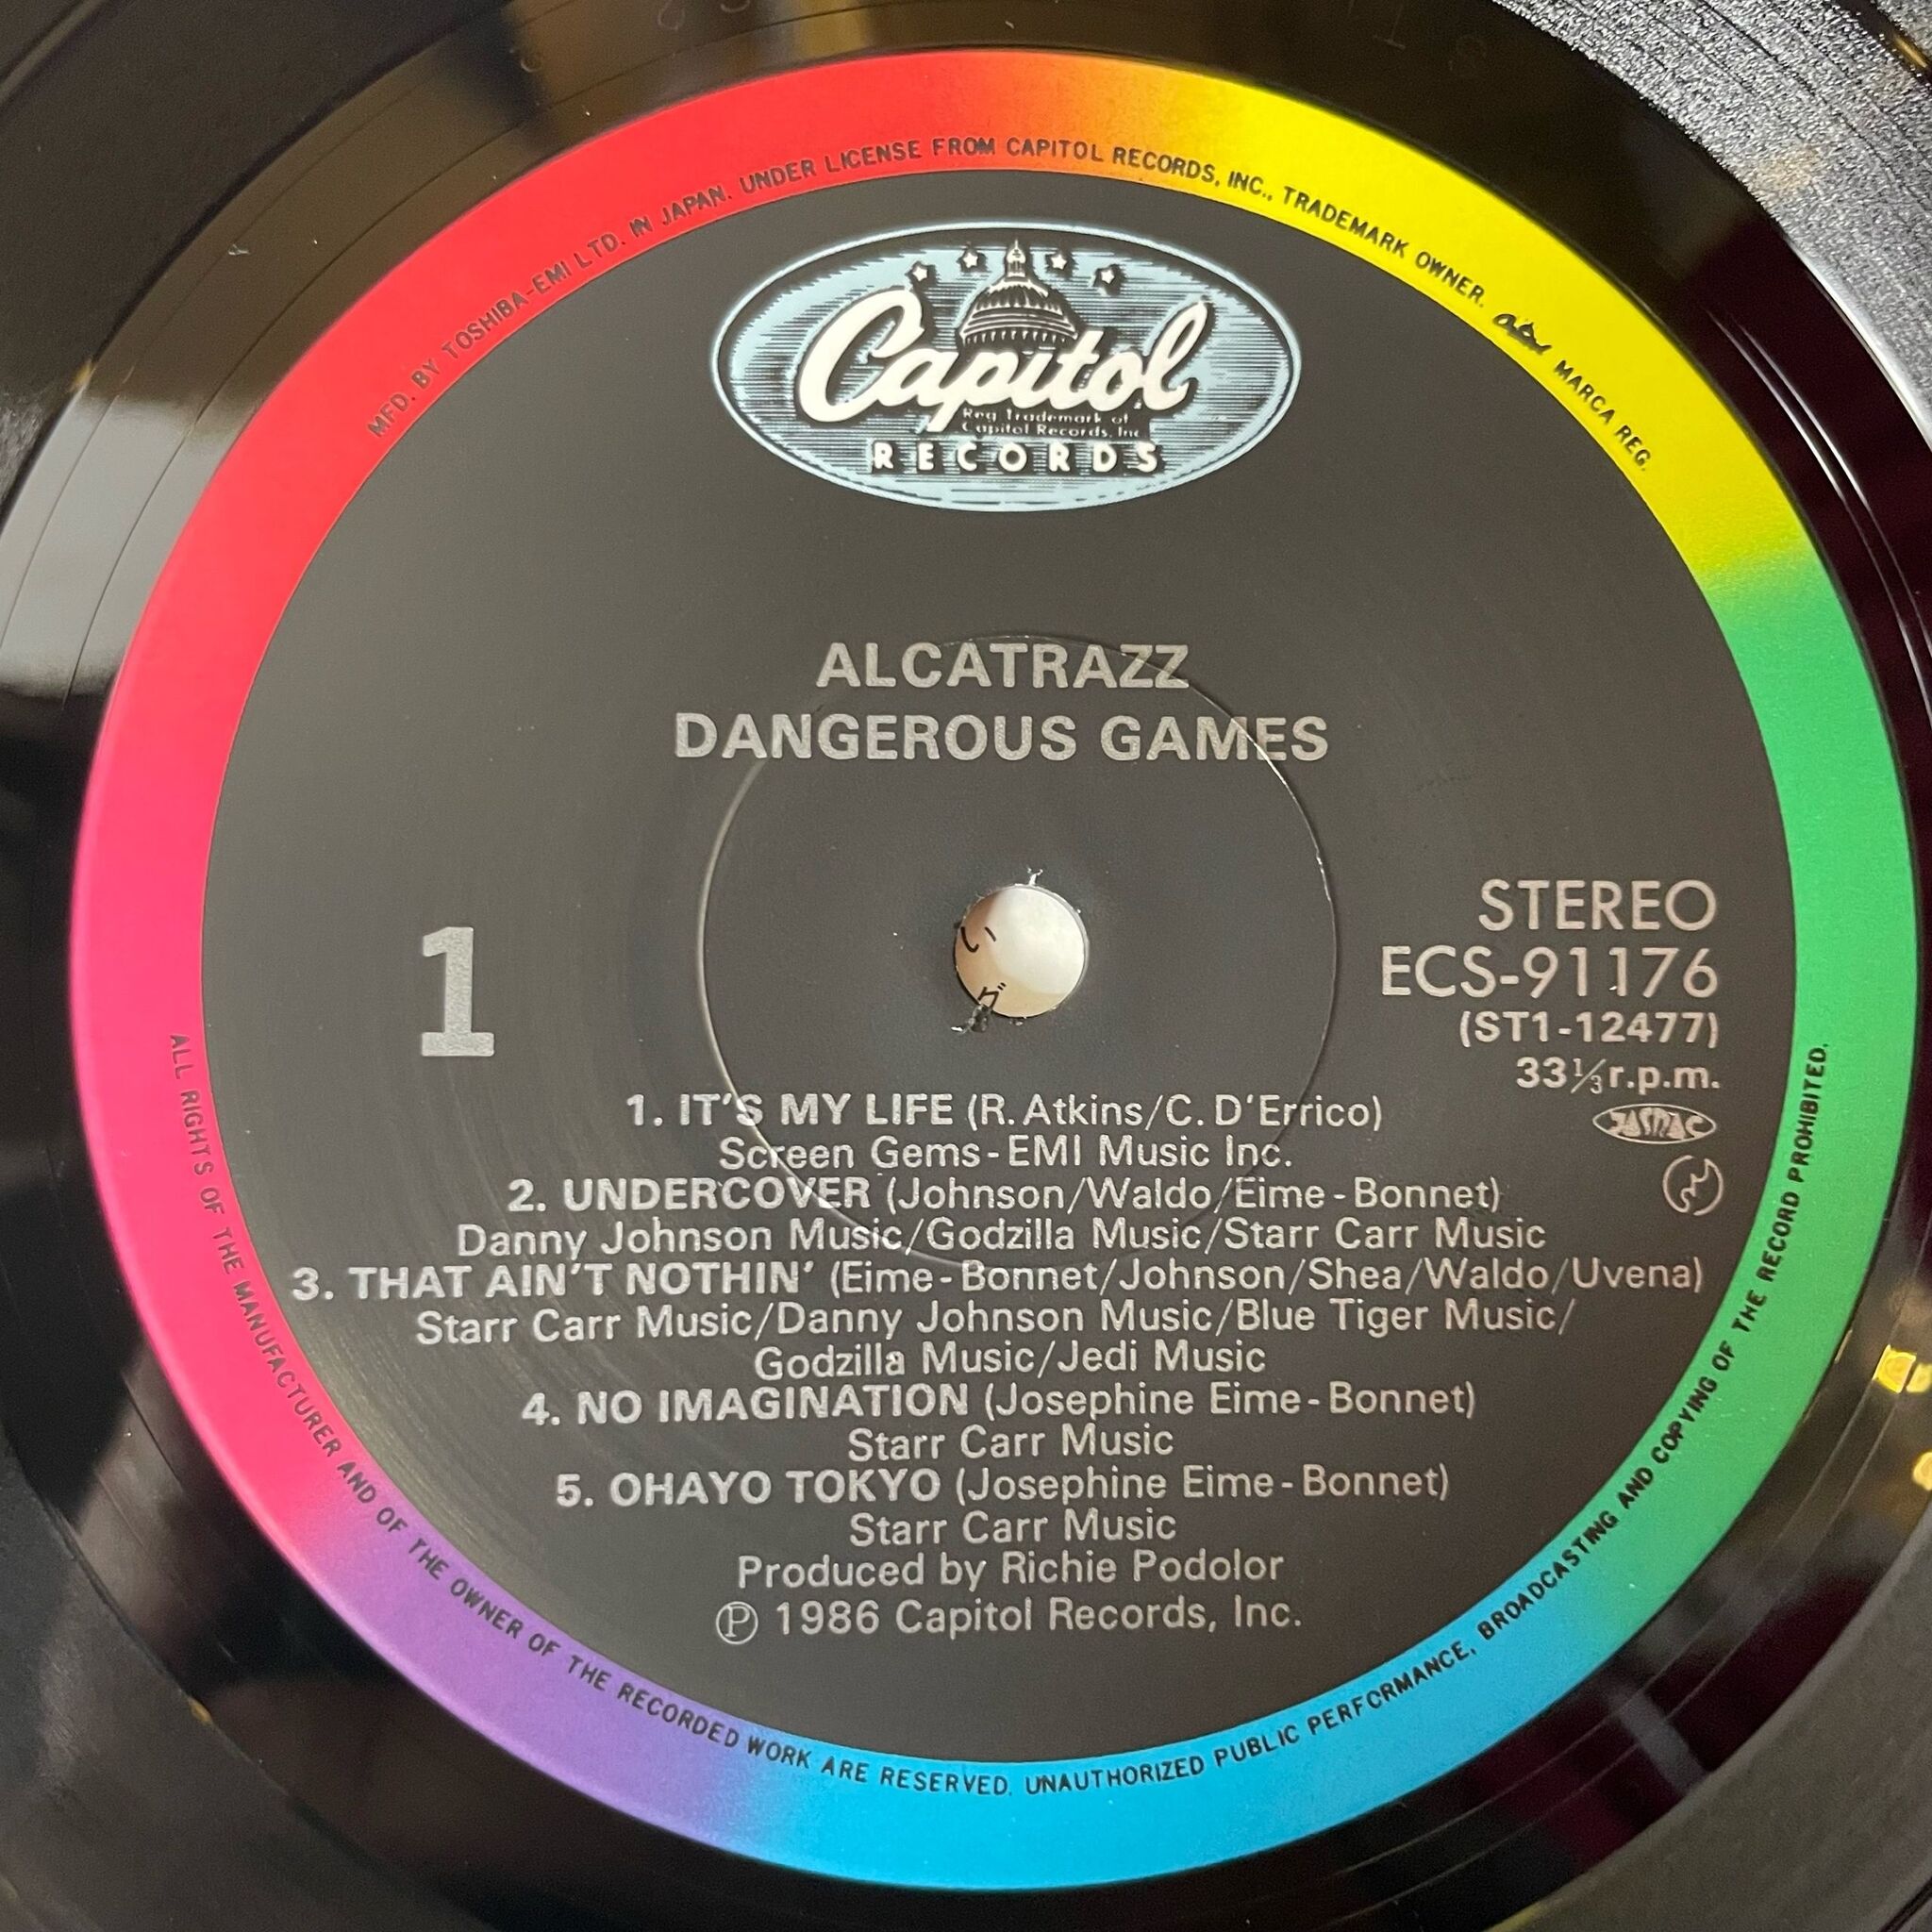 MFD. BY TOSHIBA-EMI LTD. IN JAPAN. UNDER LICENSE FROM CAPITOL RECORDS, INC., TRADEMARK OWNER. MARCA REG.
Capitol
Reg. Trademark of
Capitol Records, Inc
RECORDS
ALCATRAZZ
DANGEROUS GAMES
1
STEREO
ECS-91176
(ST1-12477)
33⅓r.p.m.
JASRAC
い
グ
1. IT'S MY LIFE (R. Atkins/C. D'Errico)
Screen Gems-EMI Music Inc.
2. UNDERCOVER (Johnson/Waldo/Eime-Bonnet)
Danny Johnson Music/Godzilla Music/Starr Carr Music
3. THAT AIN'T NOTHIN' (Eime-Bonnet/Johnson/Shea/Waldo/Uvena)
Starr Carr Music/Danny Johnson Music/Blue Tiger Music/
Godzilla Music/Jedi Music
4. NO IMAGINATION (Josephine Eime-Bonnet)
Starr Carr Music
5. OHAYO TOKYO (Josephine Eime-Bonnet)
Starr Carr Music
Produced by Richie Podolor
℗ 1986 Capitol Records, Inc.
ALL RIGHTS OF THE MANUFACTURER AND OF THE OWNER OF THE RECORDED WORK ARE RESERVED. UNAUTHORIZED PUBLIC PERFORMANCE, BROADCASTING AND COPYING OF THE RECORD PROHIBITED.